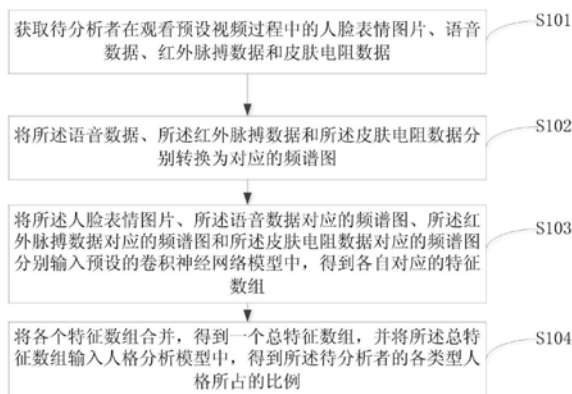 获取待分析者在观看预设视频过程中的人脸表情图片、语音
数据、红外脉搏数据和皮肤电阻数据
S101
将所述语音数据、所述红外脉搏数据和所述皮肤电阻数据分
别转换为对应的频谱图
S102
将所述人脸表情图片、所述语音数据对应的频谱图、所述红
外脉搏数据对应的频谱图和所述皮肤电阻数据对应的频谱图
分别输入预设的卷积神经网络模型中，得到各自对应的特征
数组
S103
将各个特征数组合并，得到一个总特征数组，并将所述总特
征数组输入人格分析模型中，得到所述待分析者的各类型人
格所占的比例
S104